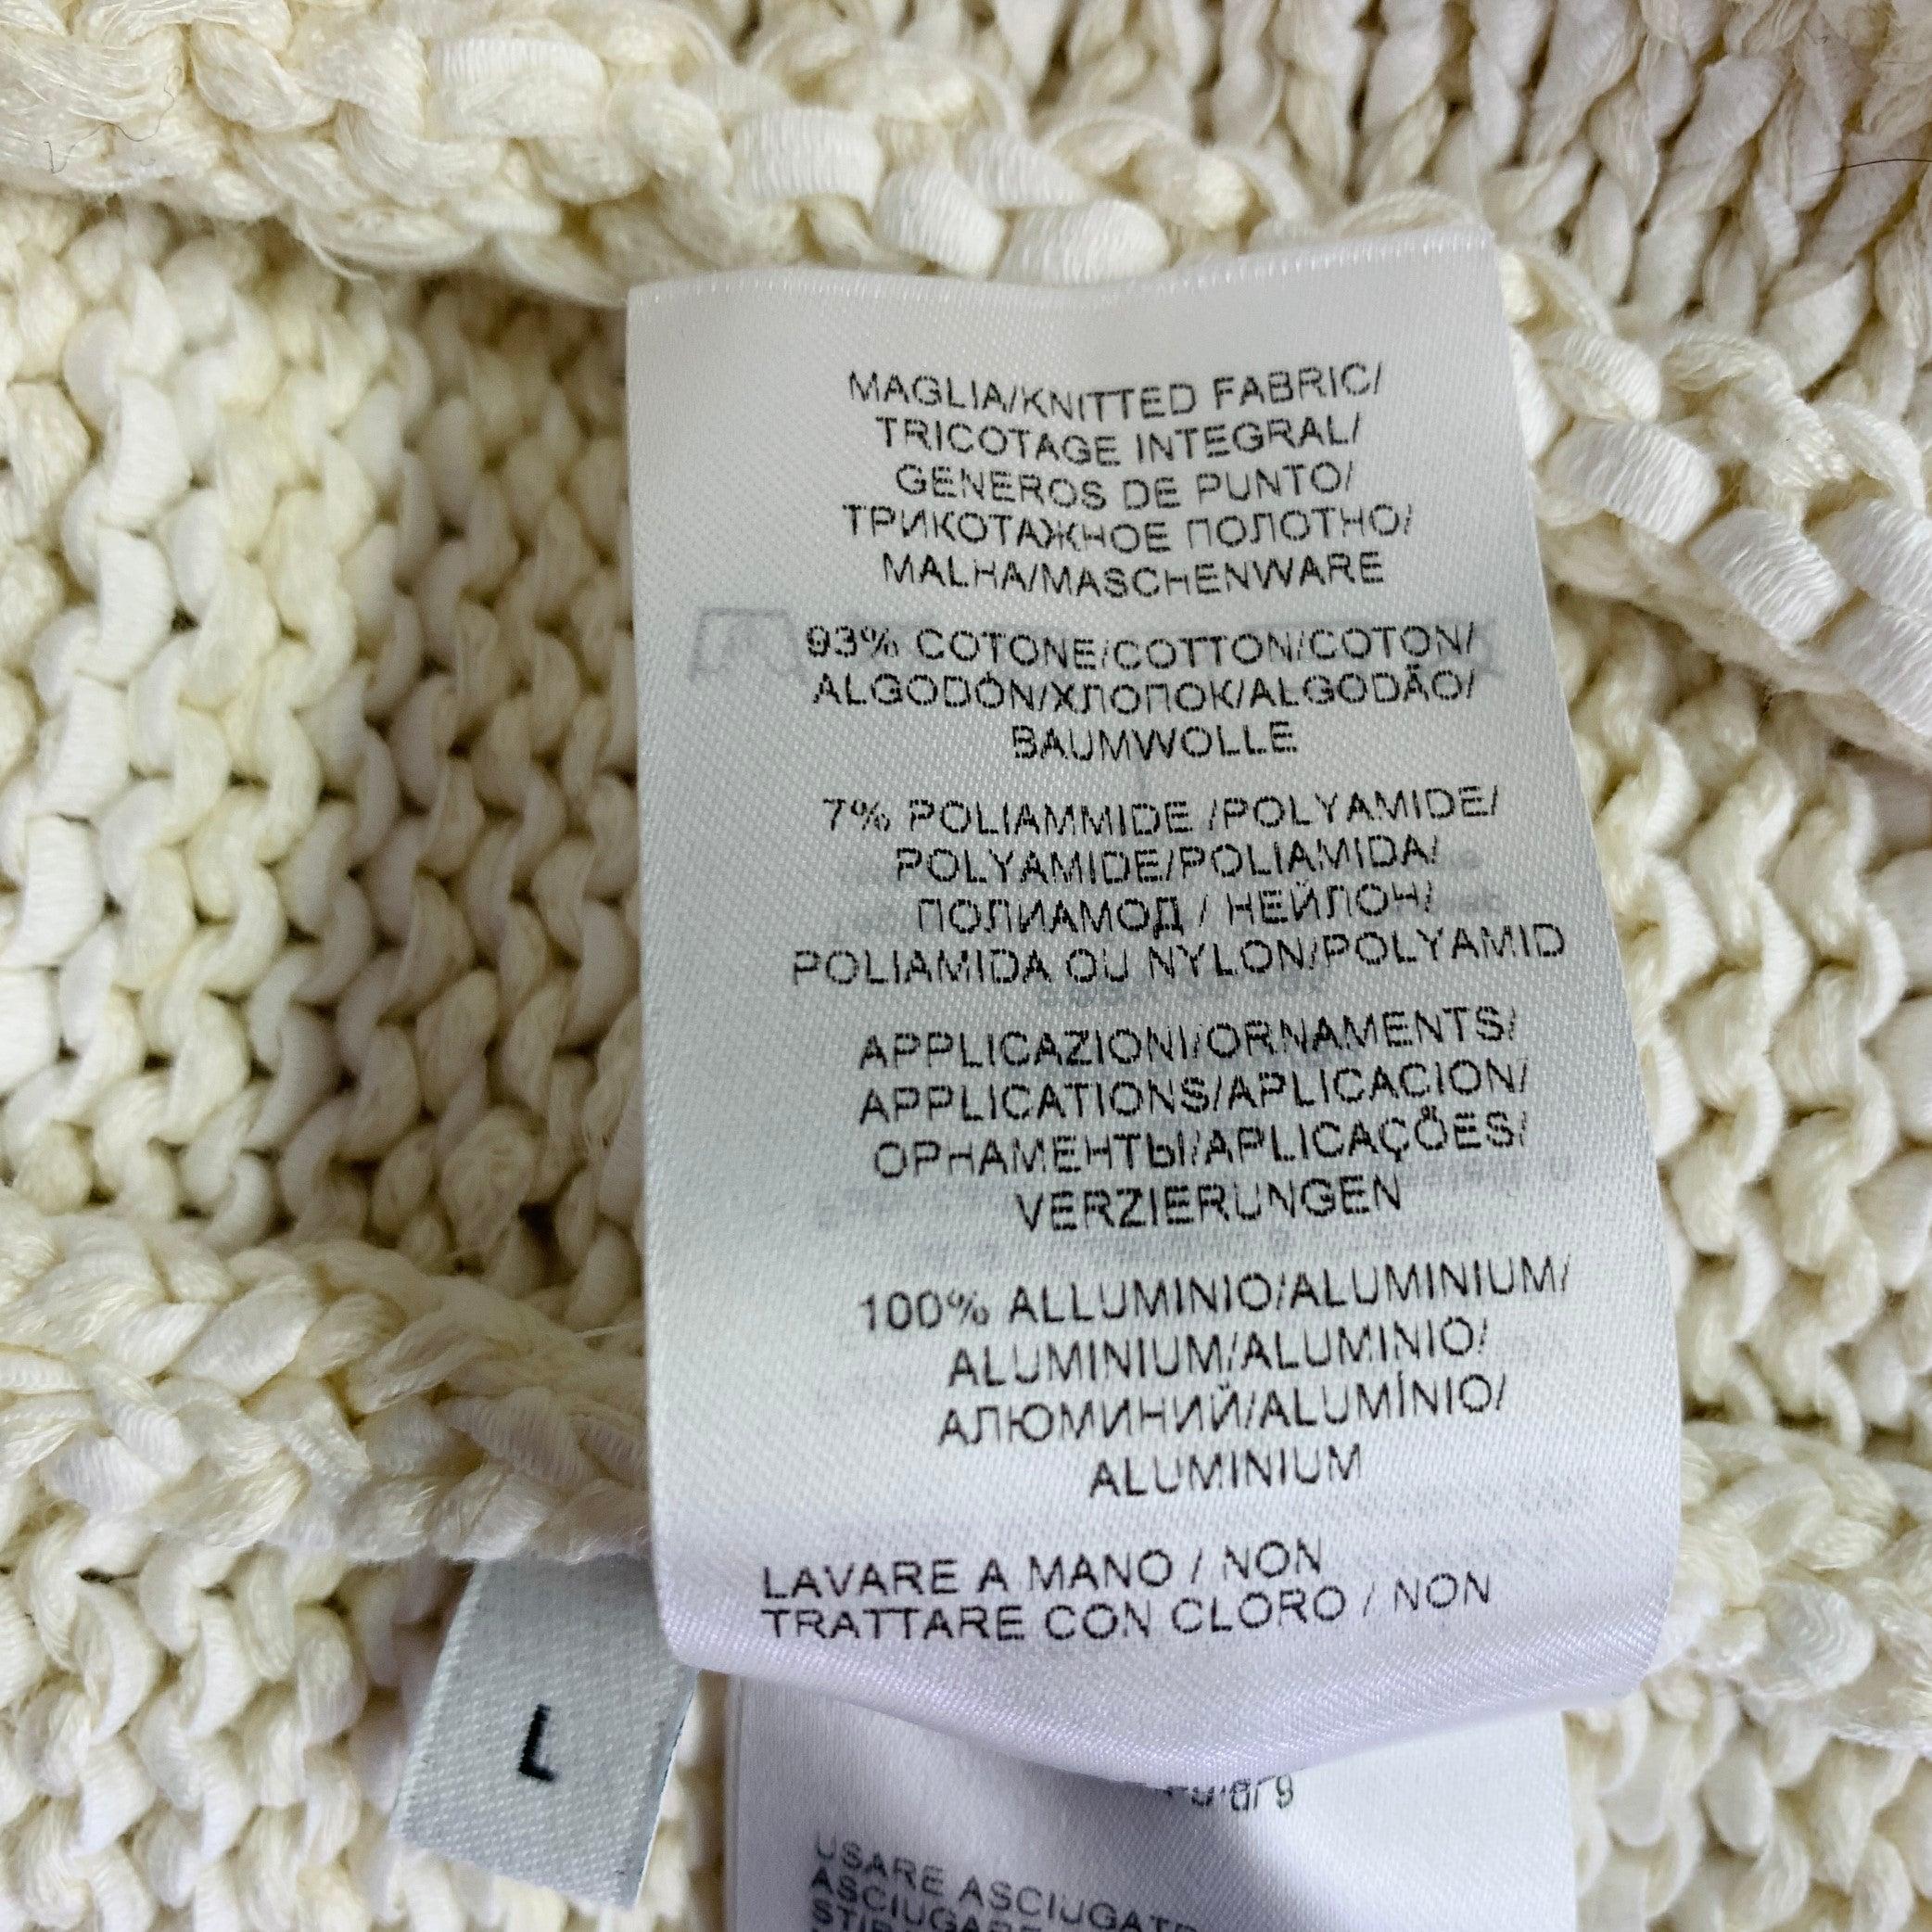 MAGLIA/KNITTED FABRIC/
TRICOTAGE INTEGRAL/
GENEROS DE PUNTO/
ТРИКОТАЖНОЕ ПОЛОТНО/
MALHA/MASCHENWARE
93% COTONE/COTTON/COTON/
ALGODÓN/ХЛОПОК/ALGODÃO/
BAUMWOLLE
7% POLIAMMIDE /POLYAMIDE/
POLYAMIDE/POLIAMIDA/
ПОЛИАМОД / НЕЙЛОН/
POLIAMIDA OU NYLON/POLYAMID
APPLICAZIONI/ORNAMENTS/
APPLICATIONS/APLICACION/
ОРНАМЕНТЫ/APLICAÇÕES/
VERZIERUNGEN
100% ALLUMINIO/ALUMINIUM/
ALUMINIUM/ALUMINIO/
АЛЮМИНИЙ/ALUMÍNIO/
ALUMINIUM
LAVARE A MANO / NON
TRATTARE CON CLORO / NON
L
USARE